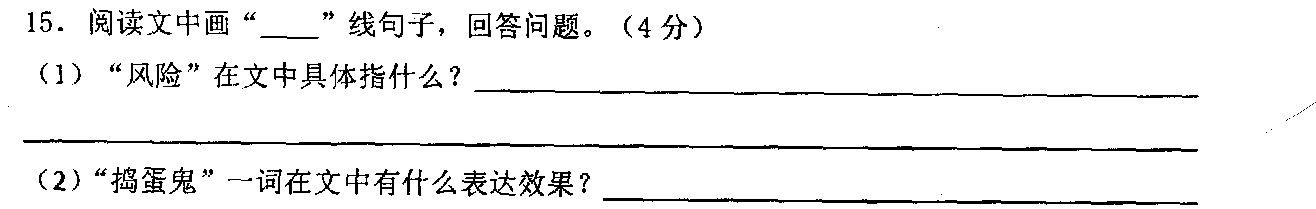 15. 阅读文中画“____”线句子，回答问题。（4 分）
（1）“风险”在文中具体指什么？
（2）“捣蛋鬼”一词在文中有什么表达效果？